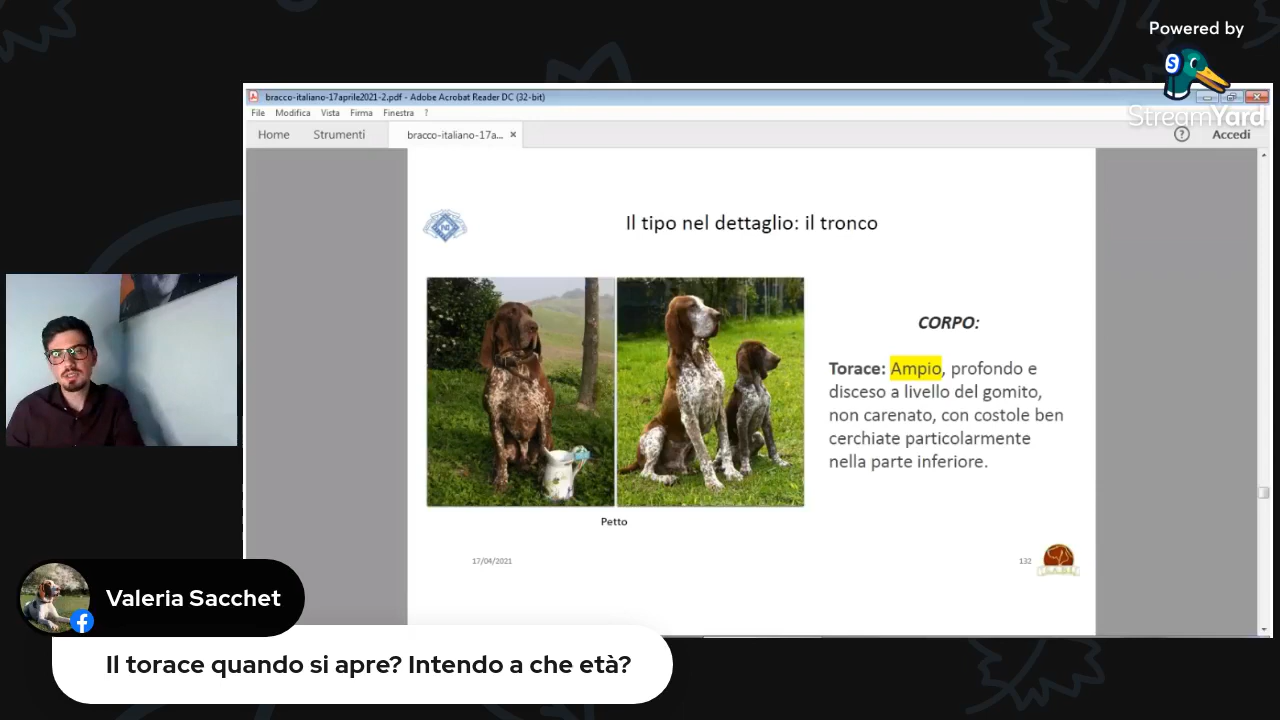 Powered by
StreamYard
bracco-italiano-17aprile2021-2.pdf - Adobe Acrobat Reader DC (32-bit)
File Modifica Vista Firma Finestra ?
Home Strumenti bracco-italiano-17a... × ? Accedi
Il tipo nel dettaglio: il tronco
CORPO:
Torace: Ampio, profondo e
disceso a livello del gomito,
non carenato, con costole ben
cerchiate particolarmente
nella parte inferiore.
Petto
17/04/2021
132
Valeria Sacchet
Il torace quando si apre? Intendo a che età?